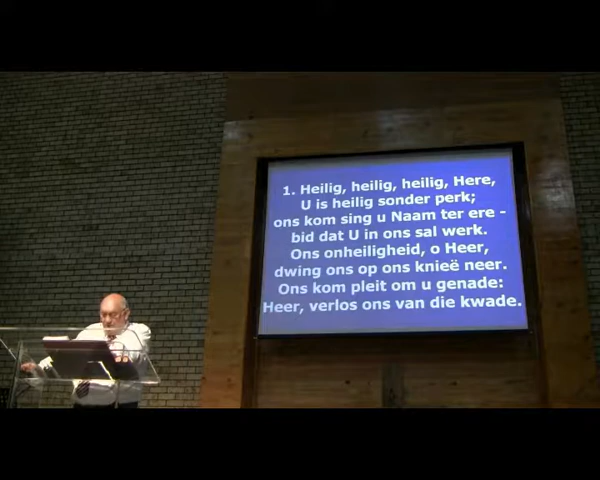 1. Heilig, heilig, heilig, Here,
U is heilig sonder perk;
ons kom sing u Naam ter ere -
bid dat U in ons sal werk.
Ons onheiligheid, o Heer,
dwing ons op ons knieë neer.
Ons kom pleit om u genade:
Heer, verlos ons van die kwade.